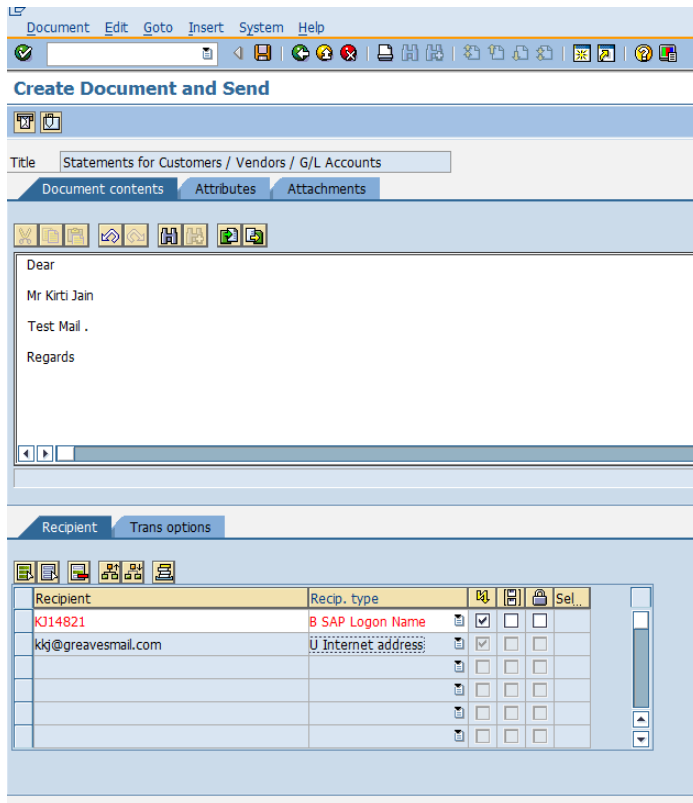 Document Edit Goto Insert System Help
Create Document and Send
Title Statements for Customers / Vendors / G/L Accounts
Document contents Attributes Attachments
Dear
Mr Kirti Jain
Test Mail .
Regards
Recipient Trans options
Recipient Recip. type Sel..
KJ14821 B SAP Logon Name
kkj@greavesmail.com U Internet address